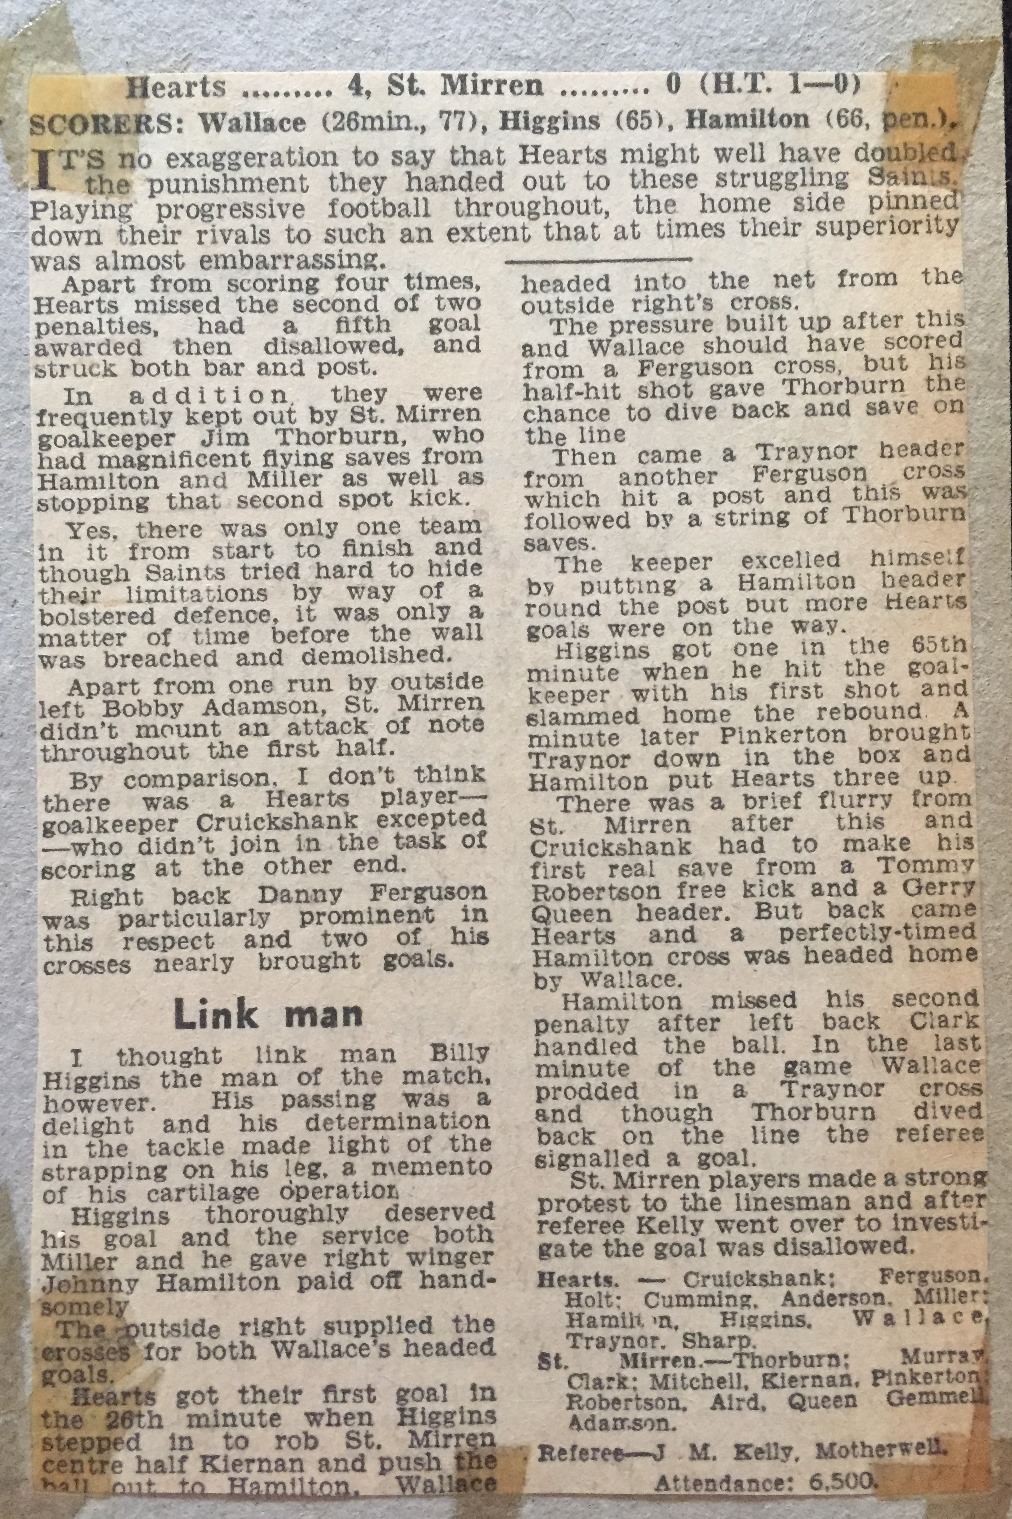 Hearts ......... 4, St. Mirren ......... 0 (H.T. 1—0)
SCORERS: Wallace (26min., 77), Higgins (65), Hamilton (66, pen.).
IT'S no exaggeration to say that Hearts might well have doubled
the punishment they handed out to these struggling Saints.
Playing progressive football throughout, the home side pinned
down their rivals to such an extent that at times their superiority
was almost embarrassing.
Apart from scoring four times,
Hearts missed the second of two
penalties, had a fifth goal
awarded then disallowed, and
struck both bar and post.
In addition, they were
frequently kept out by St. Mirren
goalkeeper Jim Thorburn, who
had magnificent flying saves from
Hamilton and Miller as well as
stopping that second spot kick.
Yes, there was only one team
in it from start to finish and
though Saints tried hard to hide
their limitations by way of a
bolstered defence, it was only a
matter of time before the wall
was breached and demolished.
Apart from one run by outside
left Bobby Adamson, St. Mirren
didn't mount an attack of note
throughout the first half.
By comparison, I don't think
there was a Hearts player—
goalkeeper Cruickshank excepted
—who didn't join in the task of
scoring at the other end.
Right back Danny Ferguson
was particularly prominent in
this respect and two of his
crosses nearly brought goals.
Link man
I thought link man Billy
Higgins the man of the match,
however. His passing was a
delight and his determination
in the tackle made light of the
strapping on his leg, a memento
of his cartilage operation
Higgins thoroughly deserved
his goal and the service both
Miller and he gave right winger
Johnny Hamilton paid off hand-
somely
The outside right supplied the
crosses for both Wallace's headed
goals.
Hearts got their first goal in
the 26th minute when Higgins
stepped in to rob St. Mirren
centre half Kiernan and push the
ball out to Hamilton, Wallace
headed into the net from the
outside right's cross.
The pressure built up after this
and Wallace should have scored
from a Ferguson cross, but his
half-hit shot gave Thorburn the
chance to dive back and save on
the line
Then came a Traynor header
from another Ferguson cross
which hit a post and this was
followed by a string of Thorburn
saves.
The keeper excelled himself
by putting a Hamilton header
round the post but more Hearts
goals were on the way.
Higgins got one in the 65th
minute when he hit the goal-
keeper with his first shot and
slammed home the rebound. A
minute later Pinkerton brought
Traynor down in the box and
Hamilton put Hearts three up.
There was a brief flurry from
St. Mirren after this and
Cruickshank had to make his
first real save from a Tommy
Robertson free kick and a Gerry
Queen header. But back came
Hearts and a perfectly-timed
Hamilton cross was headed home
by Wallace.
Hamilton missed his second
penalty after left back Clark
handled the ball. In the last
minute of the game Wallace
prodded in a Traynor cross
and though Thorburn dived
back on the line the referee
signalled a goal.
St. Mirren players made a strong
protest to the linesman and after
referee Kelly went over to investi-
gate the goal was disallowed.
Hearts. — Cruickshank; Ferguson,
Holt; Cumming, Anderson, Miller;
Hamilton, Higgins, Wallace,
Traynor, Sharp.
St. Mirren.—Thorburn; Murray,
Clark; Mitchell, Kiernan, Pinkerton;
Robertson, Aird, Queen Gemmell,
Adamson.
Referee—J M. Kelly, Motherwell.
Attendance: 6,500.